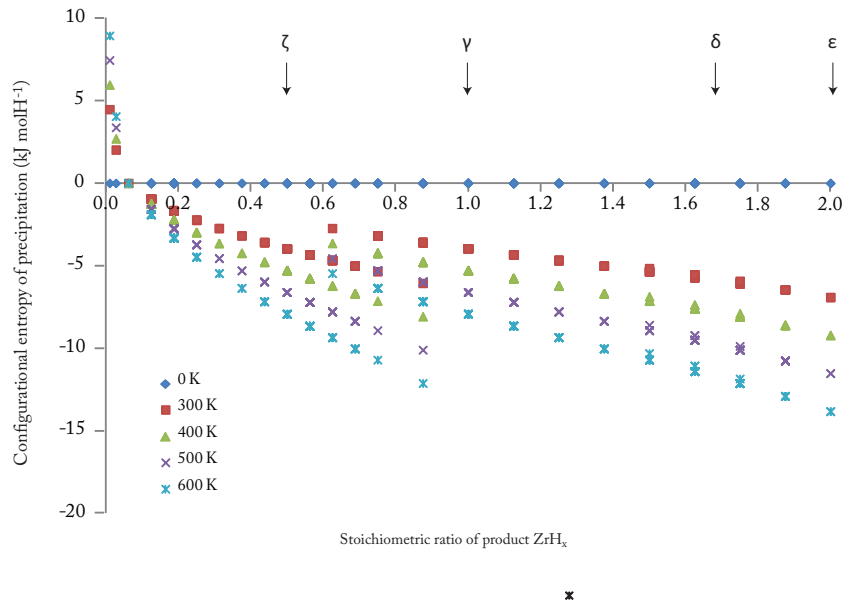 10
5
0
-5
-10
-15
-20
Configurational entropy of precipitation (kJ molH-1)
ζ
γ
δ
ε
0.0 0.2 0.4 0.6 0.8 1.0 1.2 1.4 1.6 1.8 2.0
0 K
300 K
400 K
500 K
600 K
Stoichiometric ratio of product ZrHx